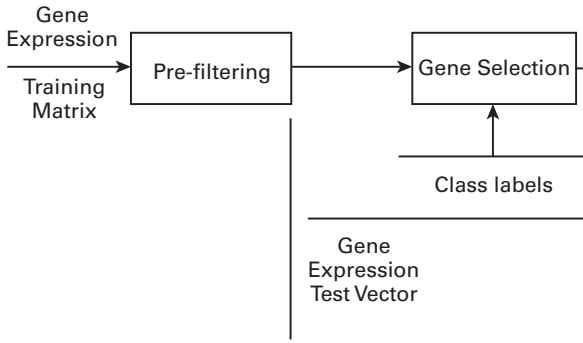 Gene
Expression
Training
Matrix
Pre-filtering
Gene Selection
Class labels
Gene
Expression
Test Vector